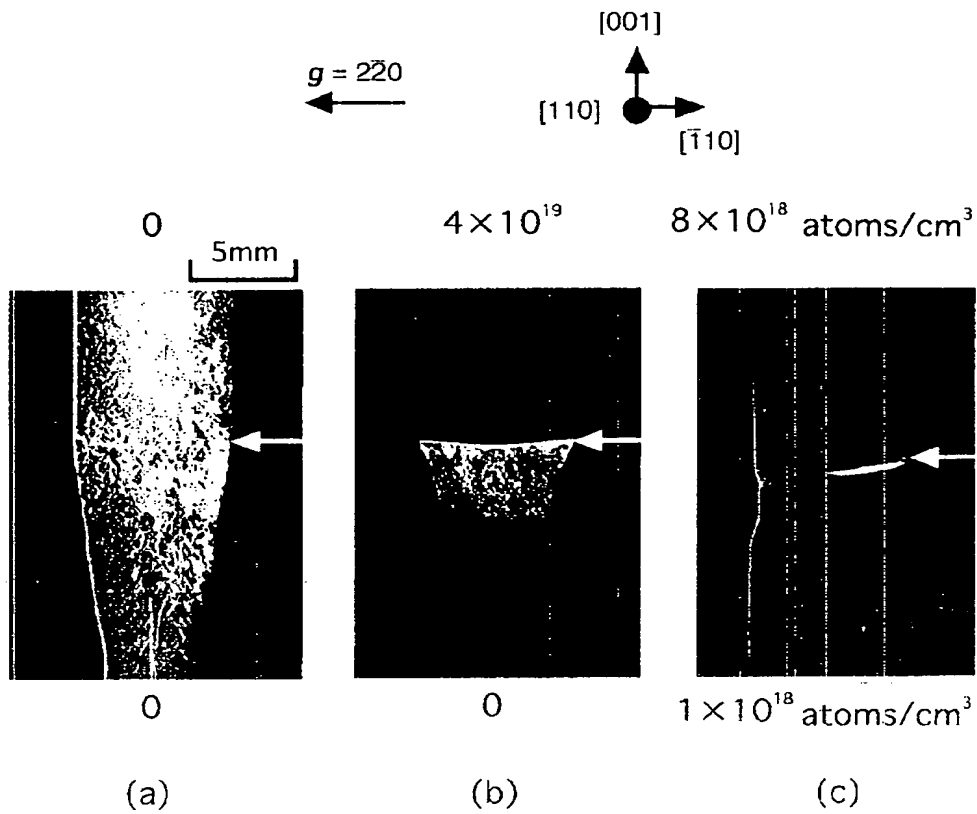 [001]
g = 22̅0
[110]
[1̅10]
0
4×10¹⁹
8×10¹⁸ atoms/cm³
5mm
0
0
1×10¹⁸ atoms/cm³
(a)
(b)
(c)